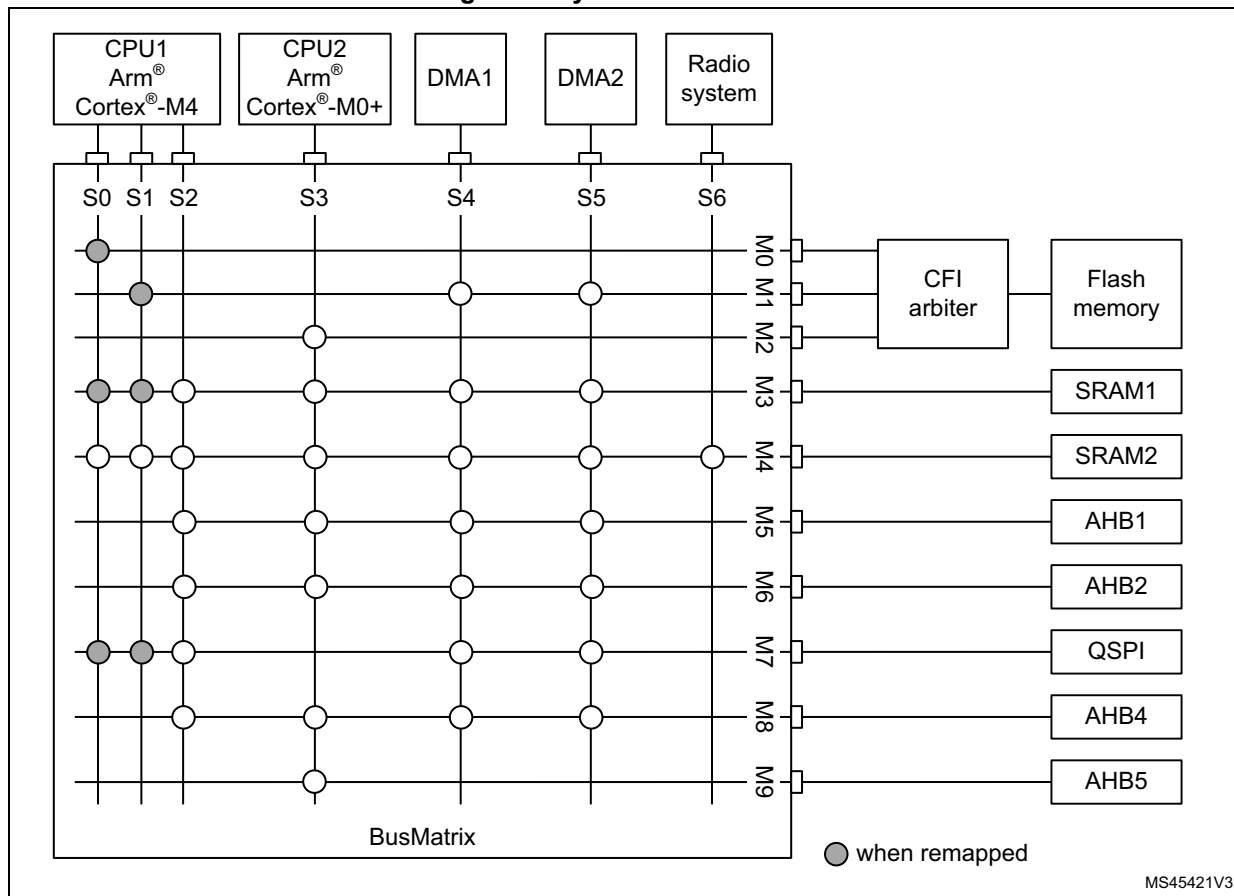 CPU1
Arm®
Cortex®-M4
CPU2
Arm®
Cortex®-M0+
DMA1
DMA2
Radio
system
S0 S1 S2 S3 S4 S5 S6
M0
M1
M2
M3
M4
M5
M6
M7
M8
M9
CFI
arbiter
Flash
memory
SRAM1
SRAM2
AHB1
AHB2
QSPI
AHB4
AHB5
BusMatrix
when remapped
MS45421V3